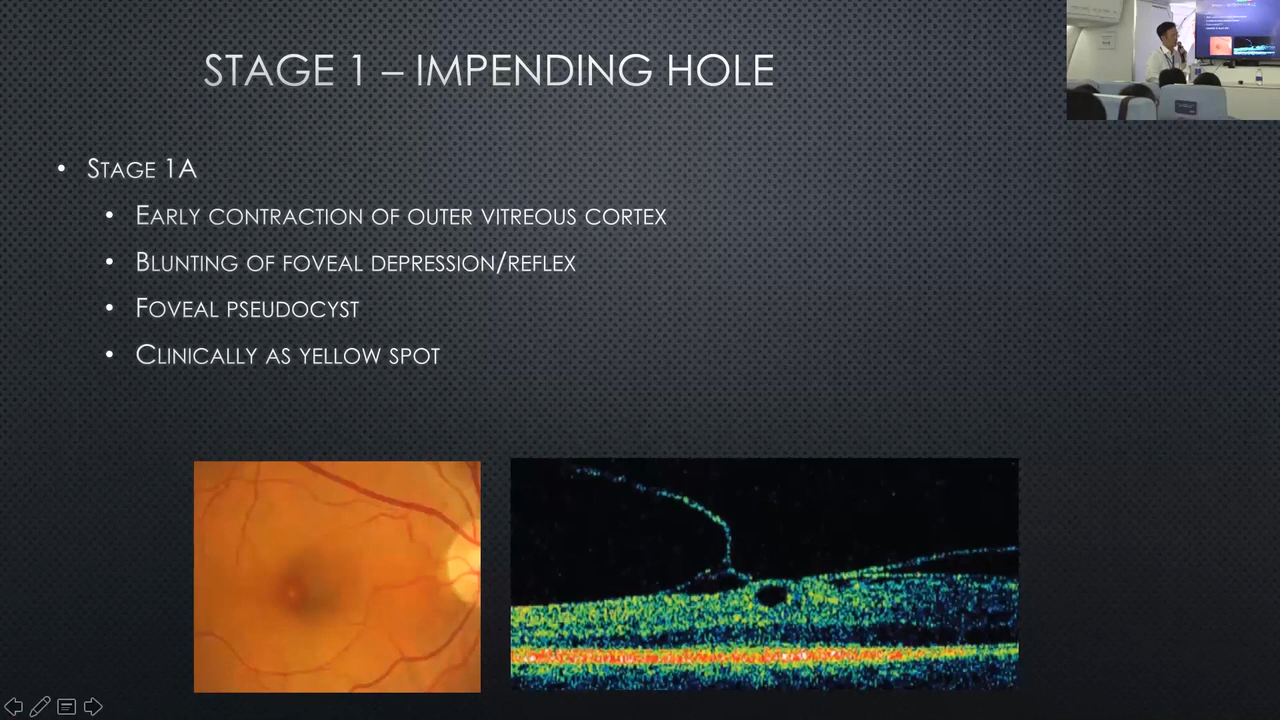 STAGE 1 – IMPENDING HOLE
• STAGE 1A
• EARLY CONTRACTION OF OUTER VITREOUS CORTEX
• BLUNTING OF FOVEAL DEPRESSION/REFLEX
• FOVEAL PSEUDOCYST
• CLINICALLY AS YELLOW SPOT